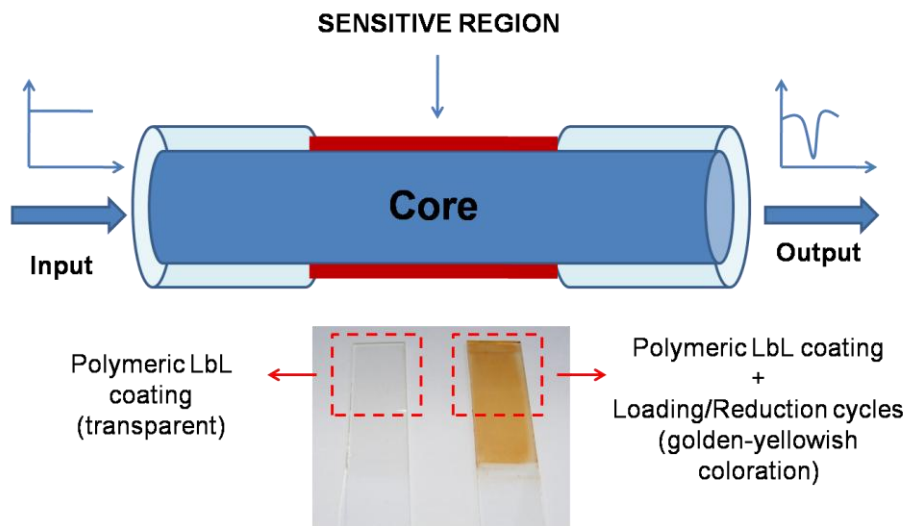 SENSITIVE REGION
Core
Input
Output
Polymeric LbL
coating
(transparent)
Polymeric LbL coating
+
Loading/Reduction cycles
(golden-yellowish
coloration)